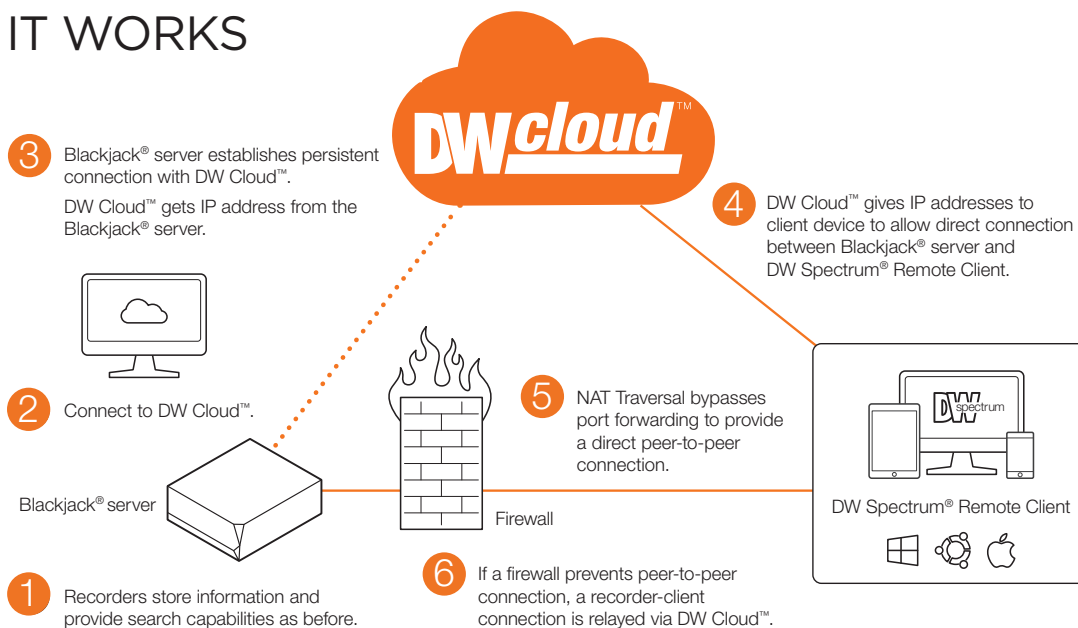 IT WORKS
DWcloud™
3
Blackjack® server establishes persistent
connection with DW Cloud™.
DW Cloud™ gets IP address from the
Blackjack® server.
4
DW Cloud™ gives IP addresses to
client device to allow direct connection
between Blackjack® server and
DW Spectrum® Remote Client.
2
Connect to DW Cloud™.
5
NAT Traversal bypasses
port forwarding to provide
a direct peer-to-peer
connection.
DW spectrum
Blackjack® server
Firewall
DW Spectrum® Remote Client
1
Recorders store information and
provide search capabilities as before.
6
If a firewall prevents peer-to-peer
connection, a recorder-client
connection is relayed via DW Cloud™.